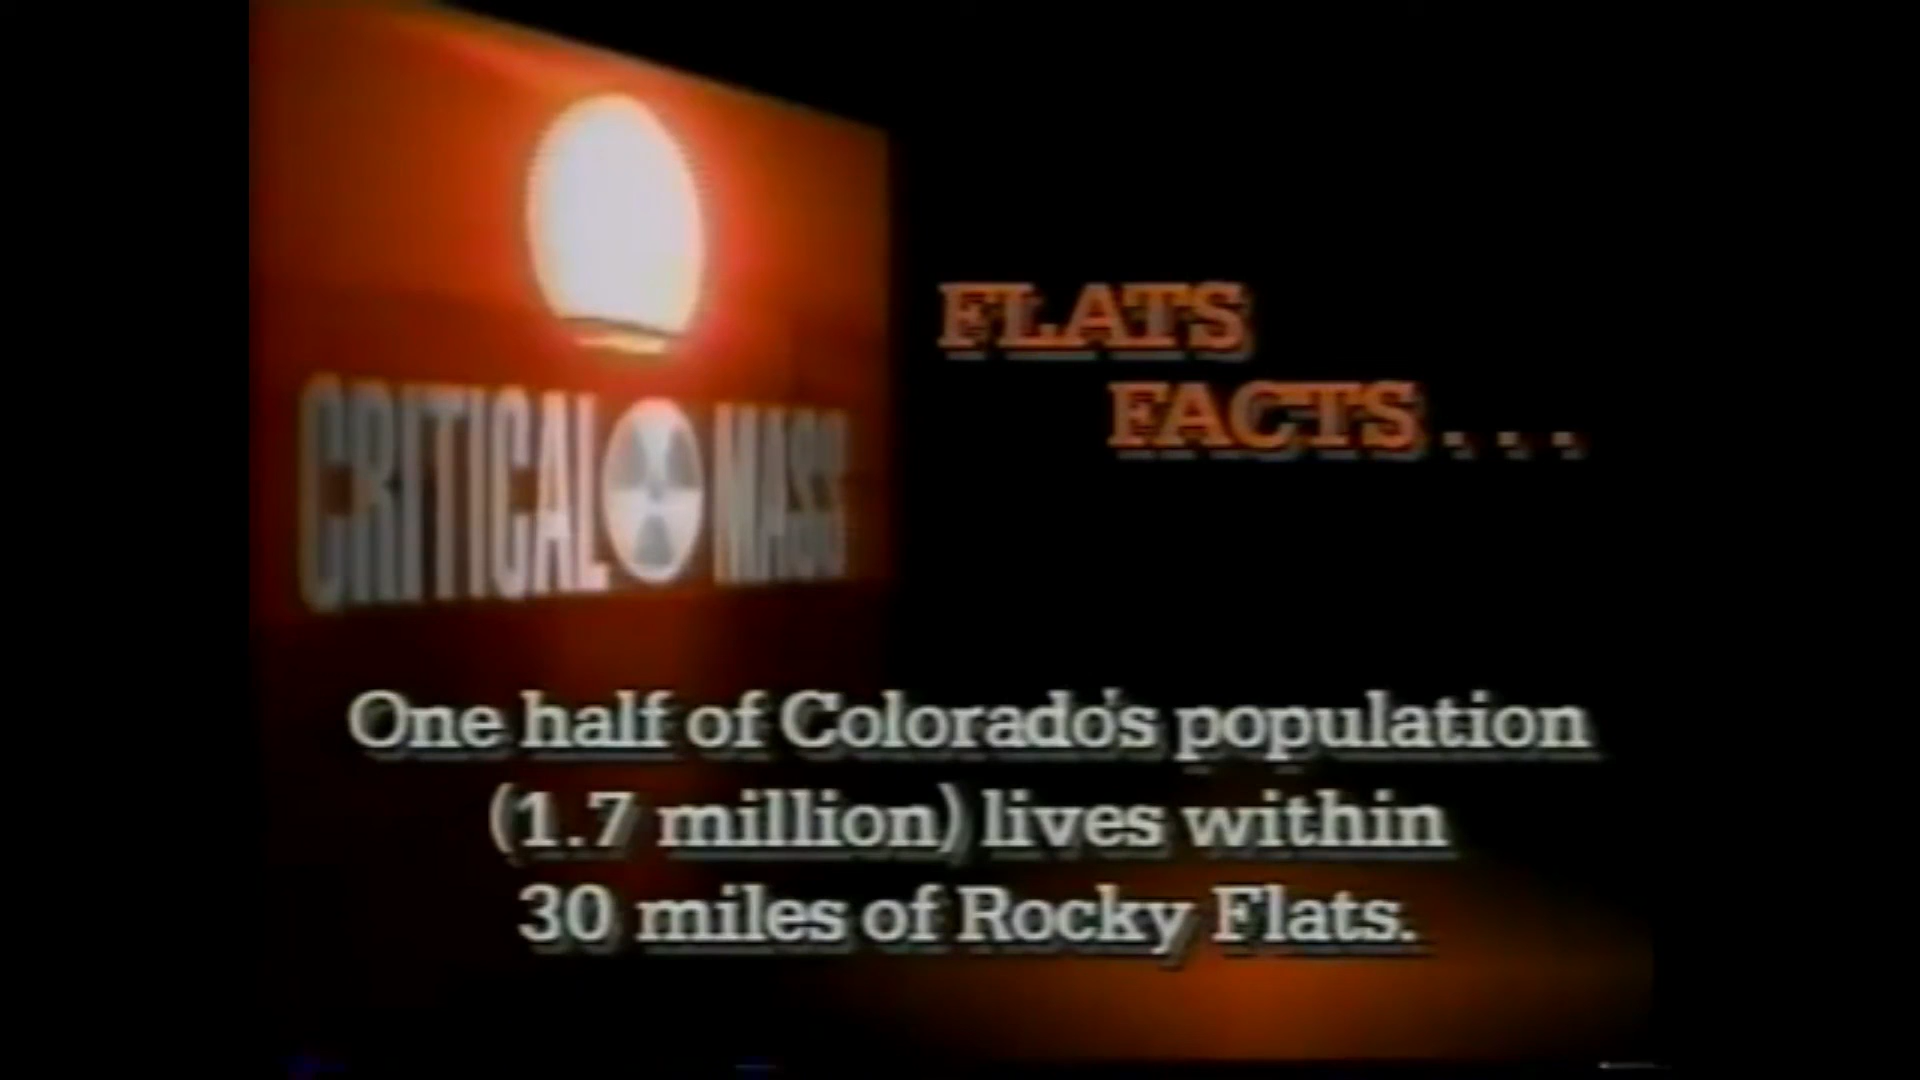 CRITICAL MASS
FLATS
FACTS...
One half of Colorado's population
(1.7 million) lives within
30 miles of Rocky Flats.